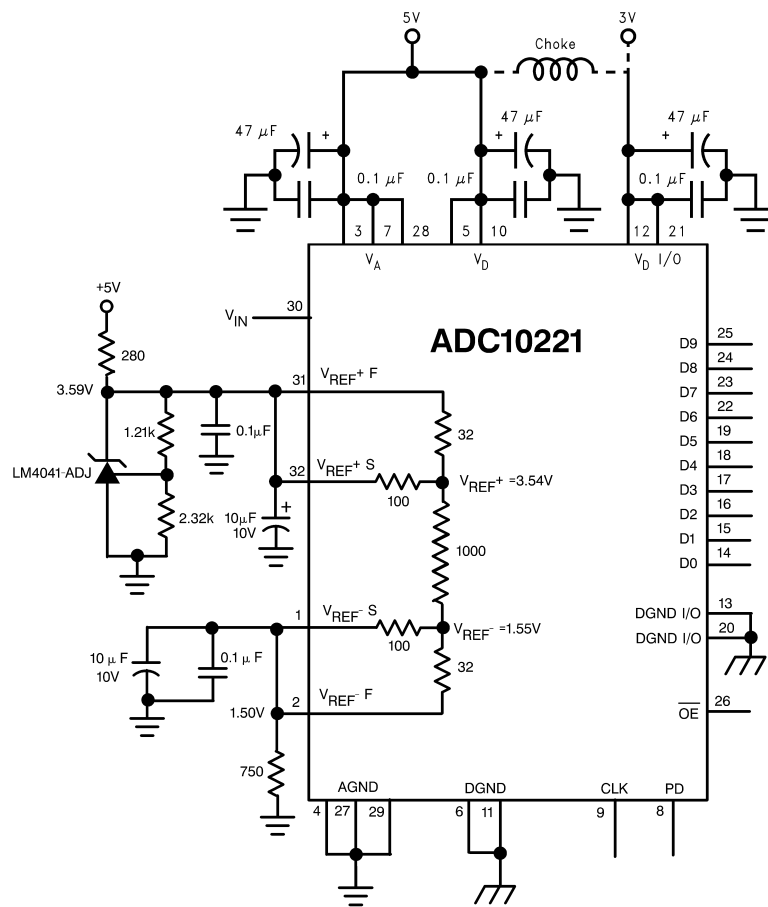 5V
3V
Choke
47 μF
+
+
47 μF
+
47 μF
0.1 μF
0.1 μF
0.1 μF
3
7
28
5
10
12
21
VA
VD
VD I/O
30
VIN
+5V
280
3.59V
1.21k
LM4041-ADJ
2.32k
0.1μF
10μF
10V
+
ADC10221
31
VREF+ F
32
32
VREF+ S
100
VREF+ =3.54V
1000
1
VREF- S
100
VREF- =1.55V
32
2
VREF- F
10 μ F
10V
0.1 μ F
1.50V
750
D9
25
D8
24
D7
23
D6
22
D5
19
D4
18
D3
17
D2
16
D1
15
D0
14
DGND I/O
13
DGND I/O
20
OE
26
AGND
DGND
CLK
PD
4
27
29
6
11
9
8